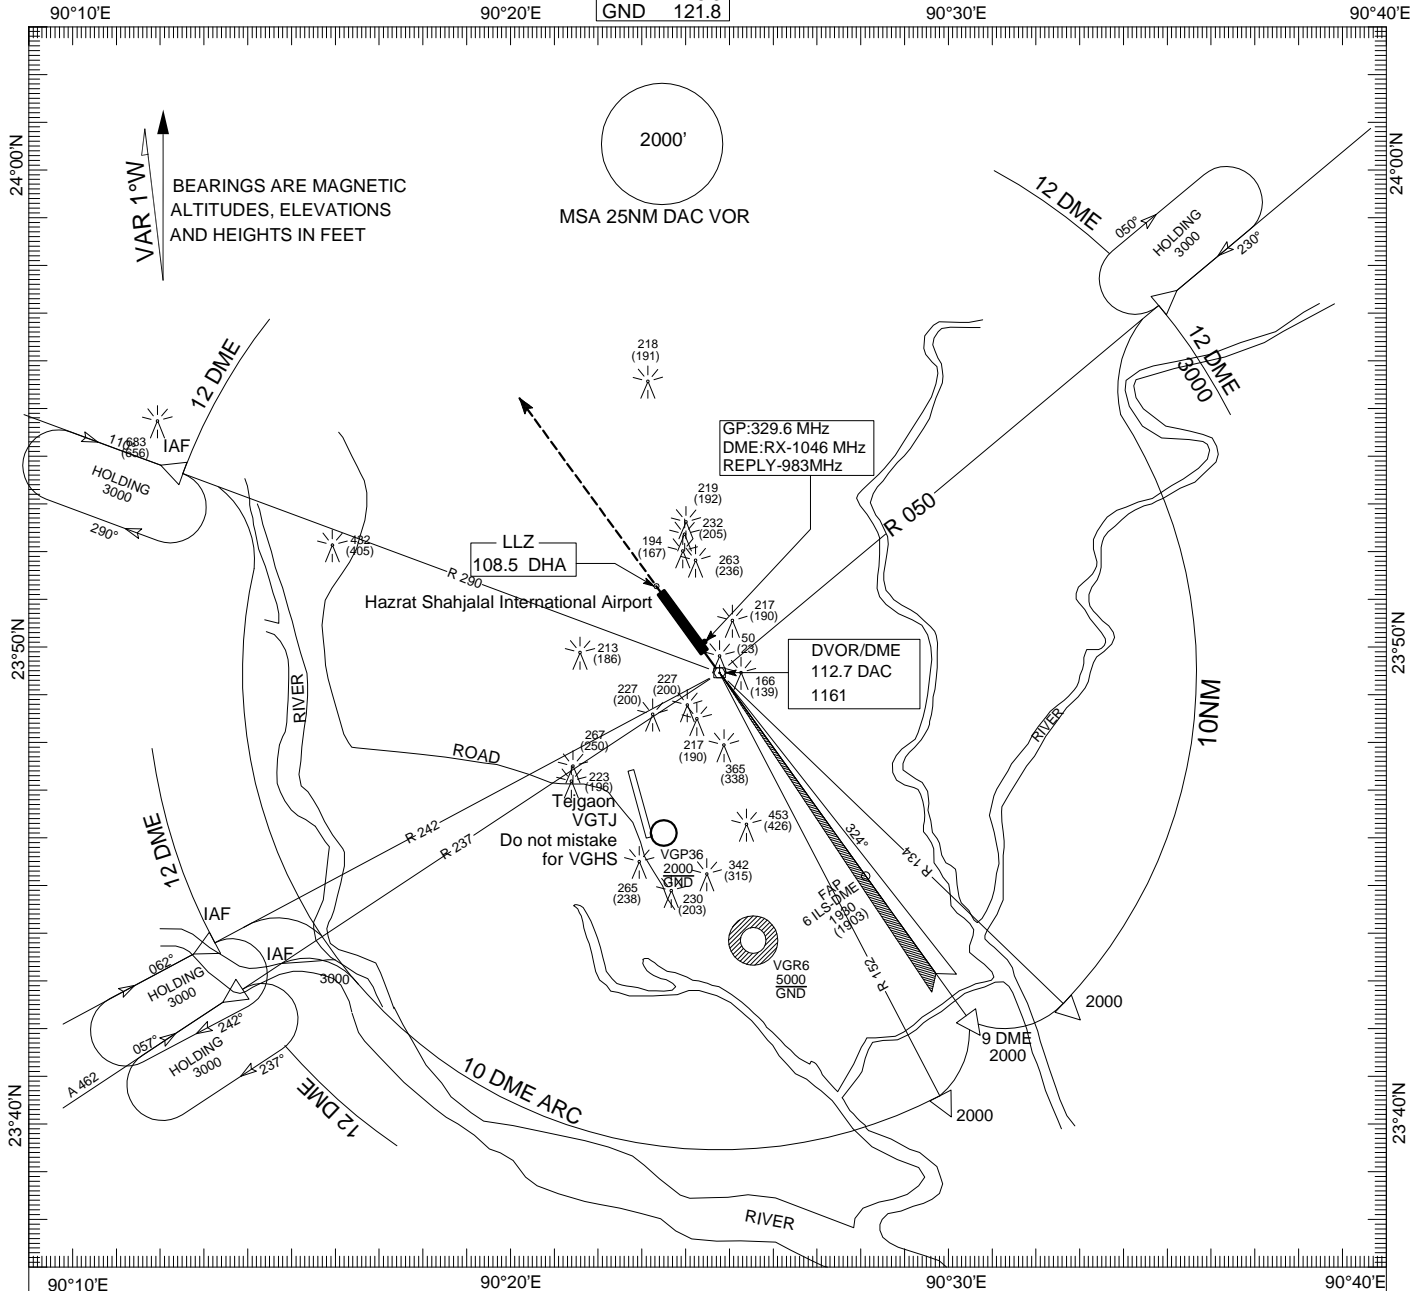 GND 121.8
90°10'E
90°20'E
90°30'E
90°40'E
24°00'N
24°00'N
VAR 1°W
BEARINGS ARE MAGNETIC
ALTITUDES, ELEVATIONS
AND HEIGHTS IN FEET
2000'
MSA 25NM DAC VOR
12 DME
050°
HOLDING
3000
230°
12 DME
3000
12 DME
218
(191)
110°
683
(656)
IAF
HOLDING
3000
290°
GP:329.6 MHz
DME:RX-1046 MHz
REPLY-983MHz
R 050
219
(192)
232
(205)
194
(167)
263
(236)
432
(405)
LLZ
108.5 DHA
R 290
Hazrat Shahjalal International Airport
217
(190)
50
(23)
213
(186)
166
(139)
DVOR/DME
112.7 DAC
1161
23°50'N
23°50'N
227
(200)
227
(200)
217
(190)
365
(338)
RIVER
RIVER
10NM
ROAD
267
(250)
223
(196)
Tejgaon
VGTJ
Do not mistake
for VGHS
453
(426)
R 242
R 237
324°
R 134
VGP36
2000
GND
342
(315)
265
(238)
230
(203)
FAP
6 ILS-DME
1930
(1903)
12 DME
IAF
IAF
062°
HOLDING
3000
3000
VGR6
5000
GND
R 152
2000
057°
242°
HOLDING
3000
237°
A 462
9 DME
2000
10 DME ARC
12 DME
2000
23°40'N
23°40'N
RIVER
90°10'E
90°20'E
90°30'E
90°40'E